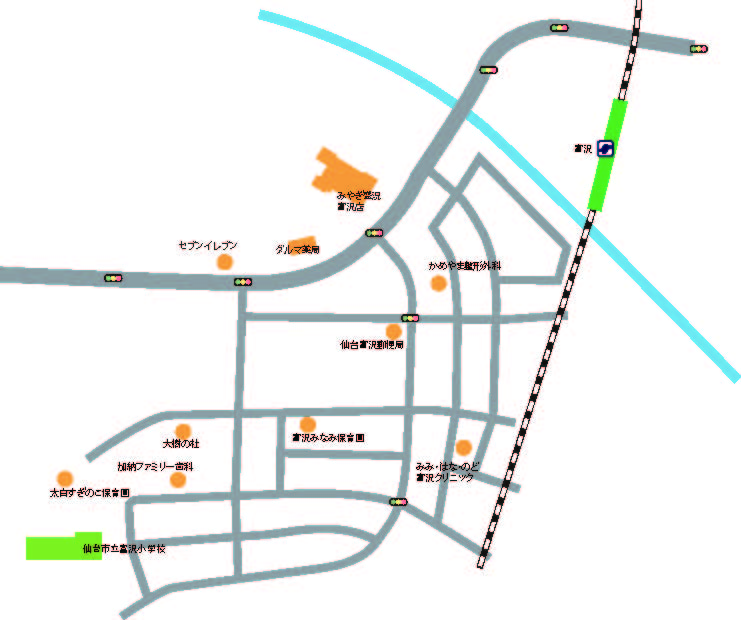 富沢
みやぎ生協
富沢店
セブンイレブン
ダルマ薬局
かめやま整形外科
仙台富沢郵便局
富沢みなみ保育園
大樹の杜
みみ・はな・のど
富沢クリニック
加納ファミリー歯科
太白すぎのこ保育園
仙台市立富沢小学校